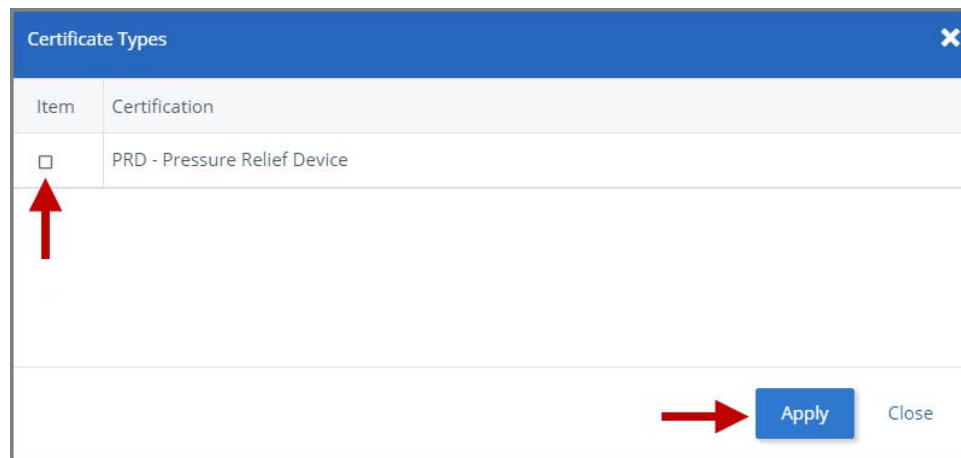 Certificate Types
Item Certification
PRD - Pressure Relief Device
Apply Close